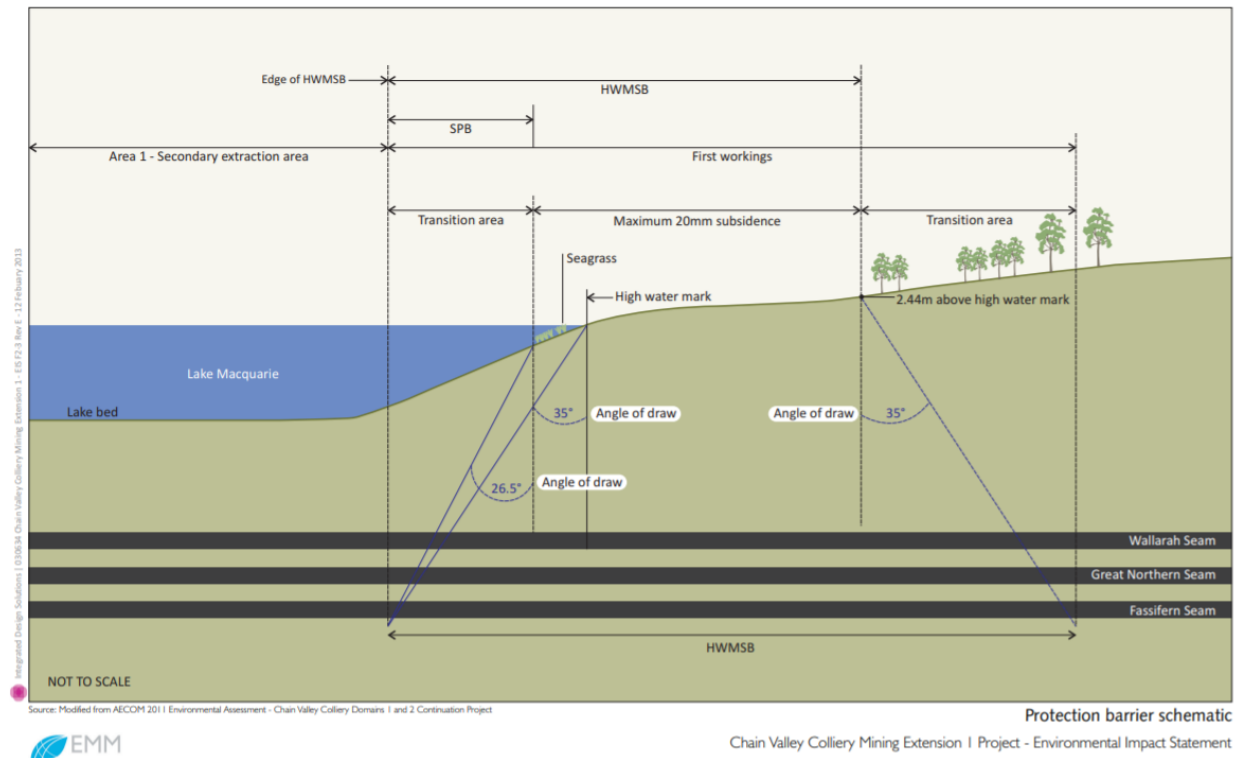 Edge of HWMSB
HWMSB
SPB
Area 1 - Secondary extraction area
First workings
Transition area
Maximum 20mm subsidence
Transition area
Seagrass
High water mark
2.44m above high water mark
Lake Macquarie
Lake bed
35°
Angle of draw
Angle of draw
35°
26.5°
Angle of draw
Wallarah Seam
Great Northern Seam
Fassifern Seam
HWMSB
NOT TO SCALE
Integrated Design Solutions | 030634 Chain Valley Colliery Mining Extension 1 - EIS F2-3 Rev E - 12 Febuary 2013
Source: Modified from AECOM 2011 Environmental Assessment - Chain Valley Colliery Domains 1 and 2 Continuation Project
Protection barrier schematic
EMM
Chain Valley Colliery Mining Extension 1 Project - Environmental Impact Statement